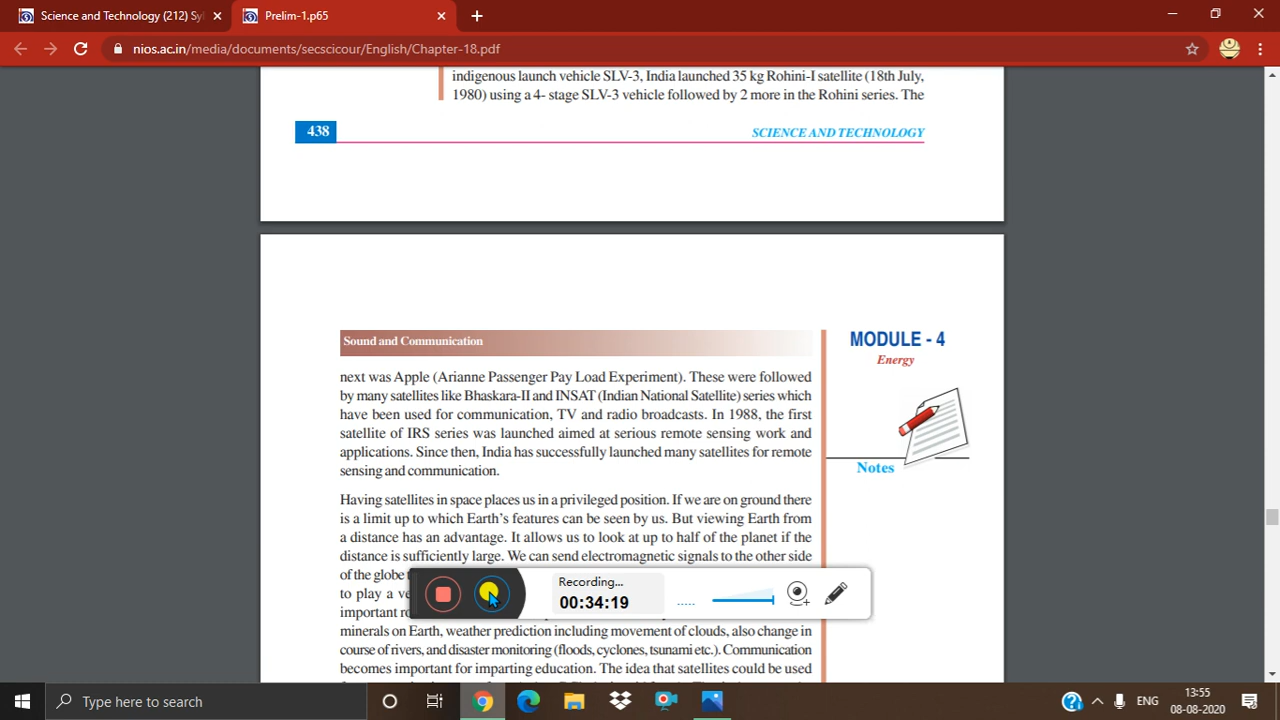 Science and Technology (212) Syl
Prelim-1.p65
nios.ac.in/media/documents/secscicour/English/Chapter-18.pdf
indigenous launch vehicle SLV-3, India launched 35 kg Rohini-I satellite (18th July,
1980) using a 4- stage SLV-3 vehicle followed by 2 more in the Rohini series. The
438
SCIENCE AND TECHNOLOGY
Sound and Communication
MODULE - 4
Energy
Notes
next was Apple (Arianne Passenger Pay Load Experiment). These were followed
by many satellites like Bhaskara-II and INSAT (Indian National Satellite) series which
have been used for communication, TV and radio broadcasts. In 1988, the first
satellite of IRS series was launched aimed at serious remote sensing work and
applications. Since then, India has successfully launched many satellites for remote
sensing and communication.
Having satellites in space places us in a privileged position. If we are on ground there
is a limit up to which Earth's features can be seen by us. But viewing Earth from
a distance has an advantage. It allows us to look at up to half of the planet if the
distance is sufficiently large. We can send electromagnetic signals to the other side
of the globe
to play a
important
minerals on Earth, weather prediction including movement of clouds, also change in
course of rivers, and disaster monitoring (floods, cyclones, tsunami etc.). Communication
becomes important for imparting education. The idea that satellites could be used
Recording...
00:34:19
Type here to search
ENG
13:55
08-08-2020